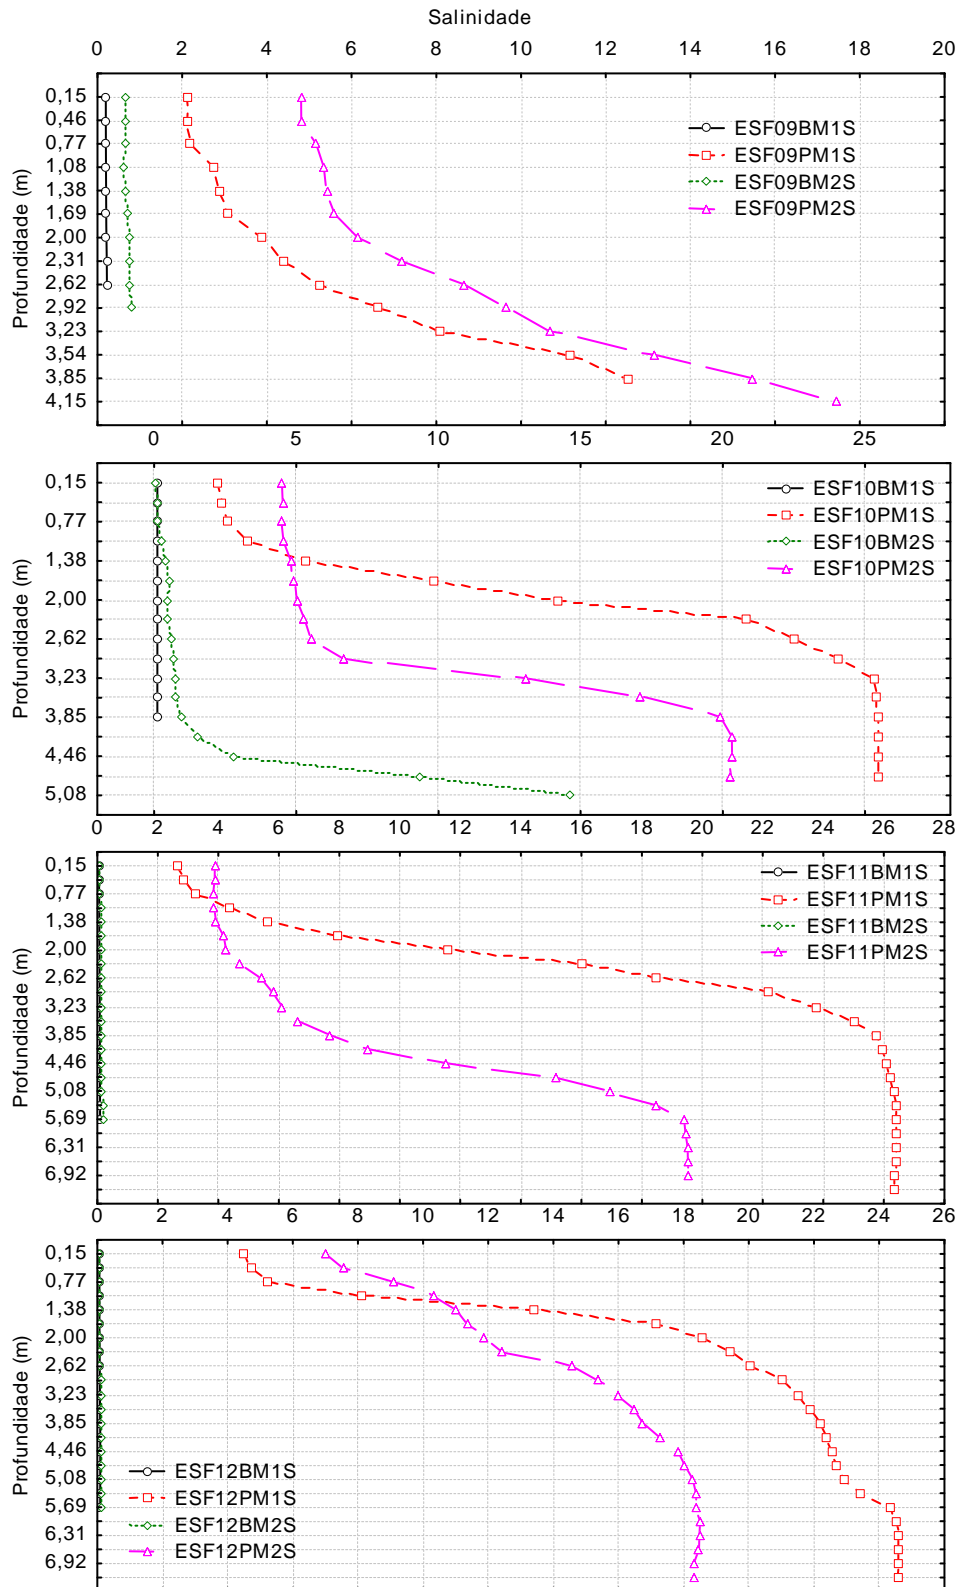 Salinidade
0 2 4 6 8 10 12 14 16 18 20
Profundidade (m)
0,15
0,46
0,77
1,08
1,38
1,69
2,00
2,31
2,62
2,92
3,23
3,54
3,85
4,15
ESF09BM1S
ESF09PM1S
ESF09BM2S
ESF09PM2S
0 5 10 15 20 25
Profundidade (m)
0,15
0,77
1,38
2,00
2,62
3,23
3,85
4,46
5,08
ESF10BM1S
ESF10PM1S
ESF10BM2S
ESF10PM2S
0 2 4 6 8 10 12 14 16 18 20 22 24 26 28
Profundidade (m)
0,15
0,77
1,38
2,00
2,62
3,23
3,85
4,46
5,08
5,69
6,31
6,92
ESF11BM1S
ESF11PM1S
ESF11BM2S
ESF11PM2S
0 2 4 6 8 10 12 14 16 18 20 22 24 26
Profundidade (m)
0,15
0,77
1,38
2,00
2,62
3,23
3,85
4,46
5,08
5,69
6,31
6,92
ESF12BM1S
ESF12PM1S
ESF12BM2S
ESF12PM2S